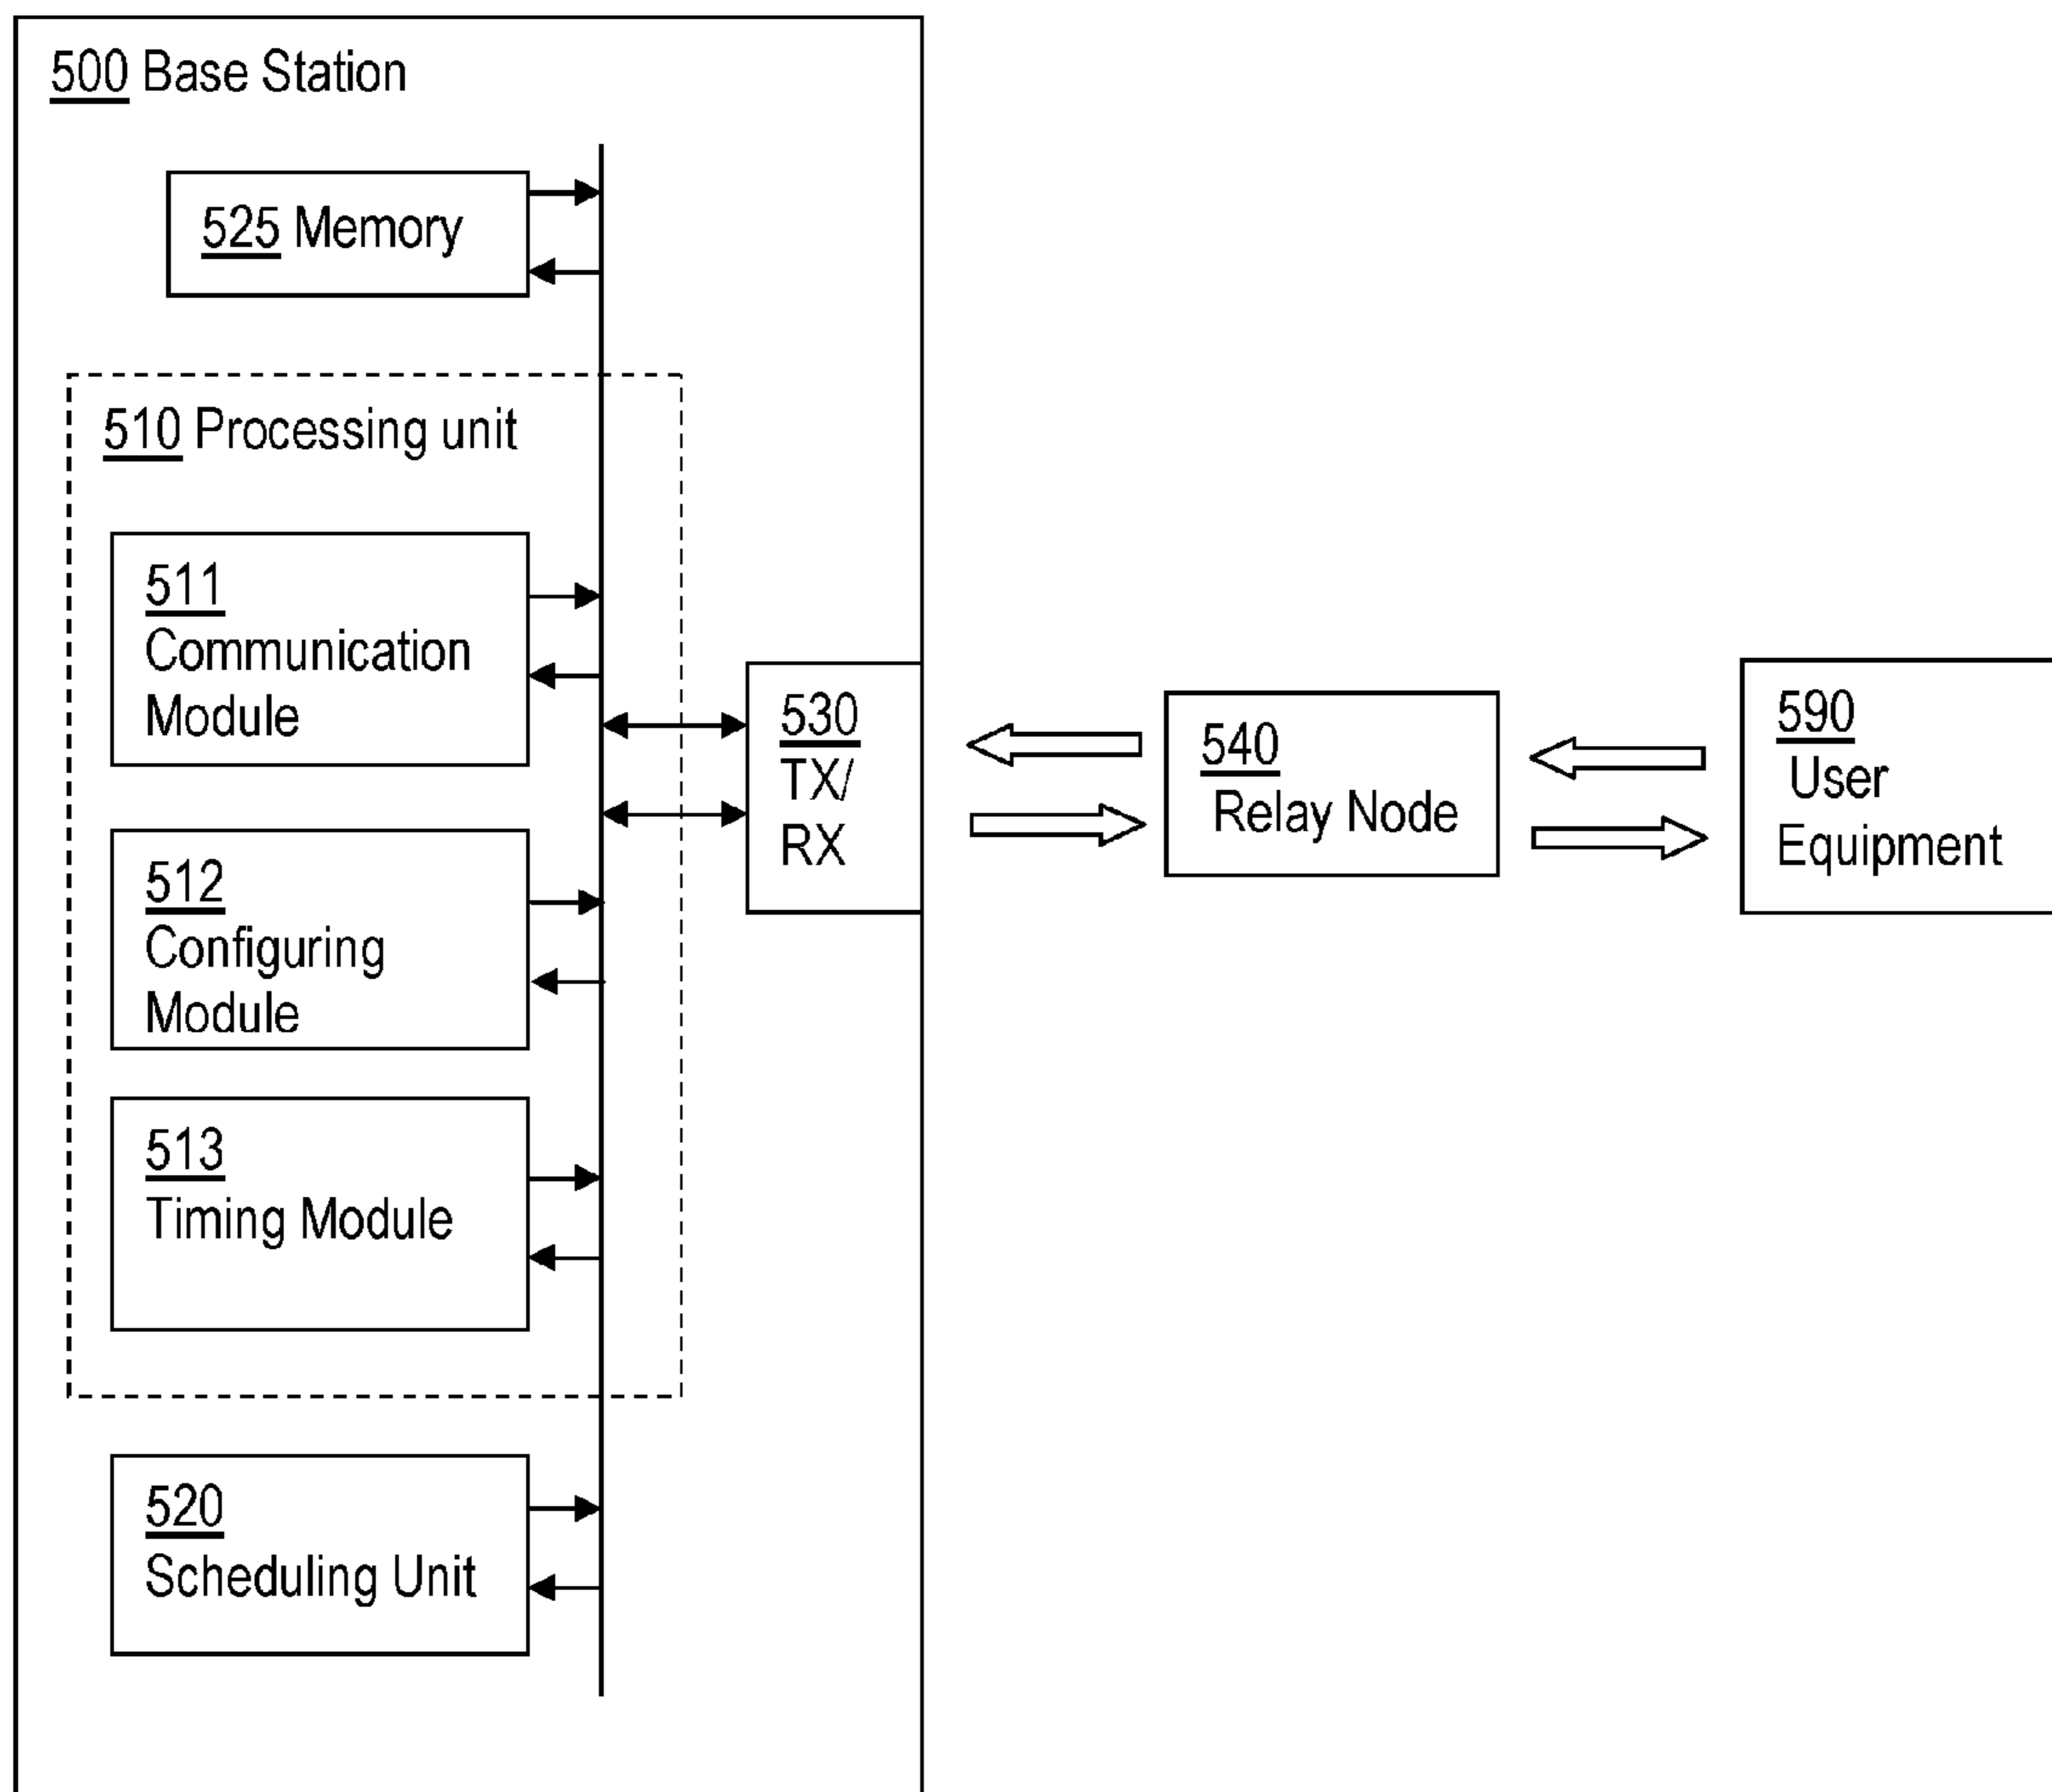 500 Base Station
525 Memory
510 Processing unit
511
Communication
Module
512
Configuring
Module
513
Timing Module
520
Scheduling Unit
530
TX/
RX
540
Relay Node
590
User
Equipment